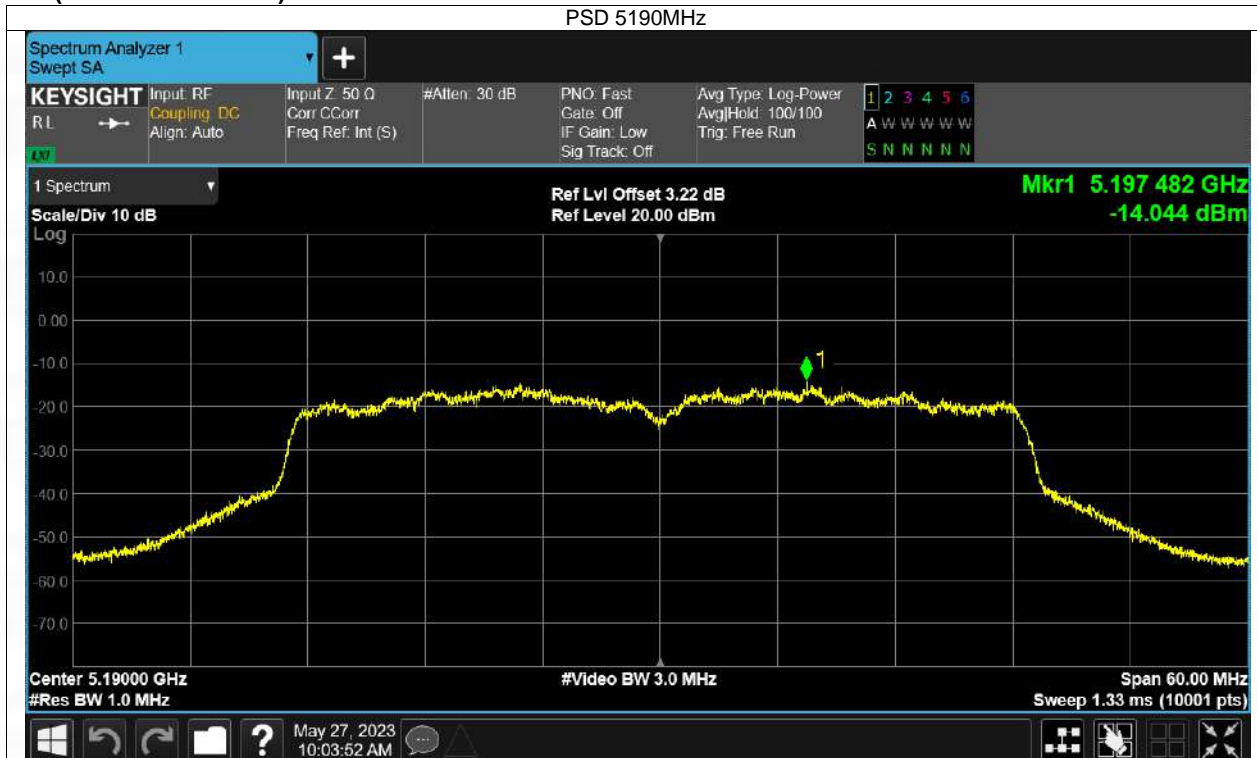 PSD 5190MHz
Spectrum Analyzer 1
Swept SA
KEYSIGHT
RL
LXI
Input: RF
Coupling: DC
Align: Auto
Input Z: 50 Ω
Corr CCorr
Freq Ref: Int (S)
#Atten: 30 dB
PNO: Fast
Gate: Off
IF Gain: Low
Sig Track: Off
Avg Type: Log-Power
Avg|Hold: 100/100
Trig: Free Run
1 2 3 4 5 6
A W W W W W
S N N N N N
1 Spectrum
Scale/Div 10 dB
Ref Lvl Offset 3.22 dB
Ref Level 20.00 dBm
Mkr1 5.197 482 GHz
-14.044 dBm
Log
10.0
0.00
-10.0
1
-20.0
-30.0
-40.0
-50.0
-60.0
-70.0
Center 5.19000 GHz
#Res BW 1.0 MHz
#Video BW 3.0 MHz
Span 60.00 MHz
Sweep 1.33 ms (10001 pts)
?
May 27, 2023
10:03:52 AM